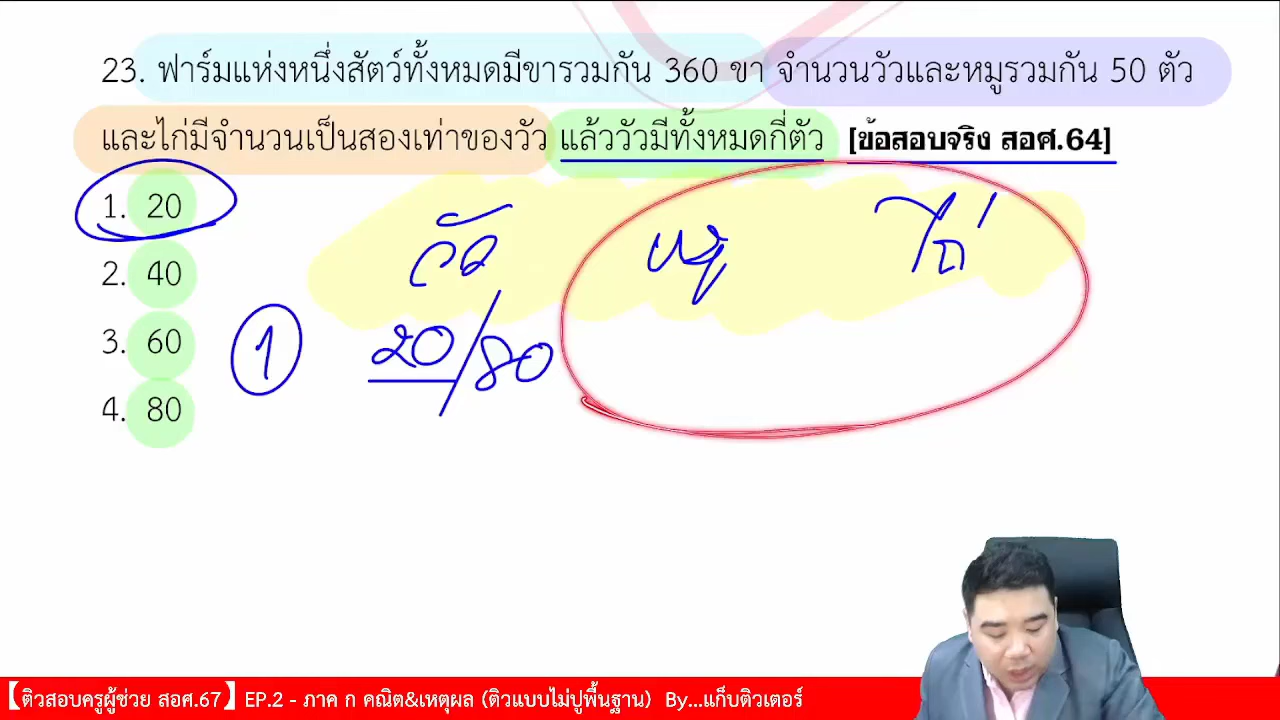 23. ฟาร์มแห่งหนึ่งสัตว์ทั้งหมดมีขารวมกัน 360 ขา จำนวนวัวและหมูรวมกัน 50 ตัว
และไก่มีจำนวนเป็นสองเท่าของวัว แล้ววัวมีทั้งหมดกี่ตัว [ข้อสอบจริง สอศ.64]
1. 20
2. 40
3. 60
4. 80
วัว หมู ไก่
1 20/80
【ติวสอบครูผู้ช่วย สอศ.67】 EP.2 - ภาค ก คณิต&เหตุผล (ติวแบบไม่ปูพื้นฐาน) By...แก็บติวเตอร์